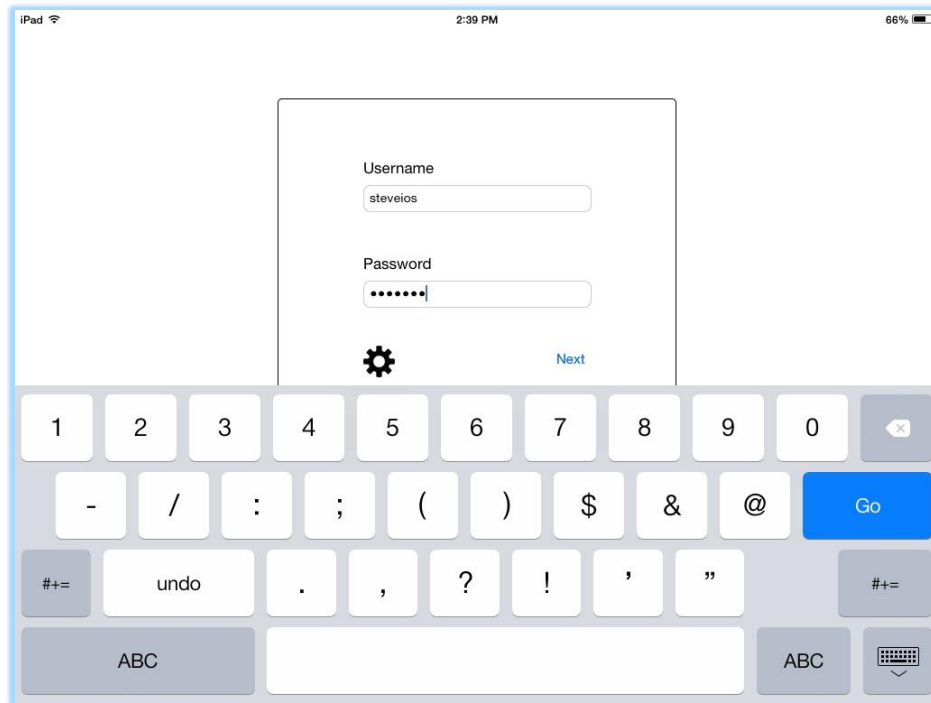 iPad 2:39 PM 66%
Username
steveios
Password
•••••••
Next
1 2 3 4 5 6 7 8 9 0
- / : ; ( ) $ & @ Go
#+= undo . , ? ! ’ ” #+=
ABC ABC